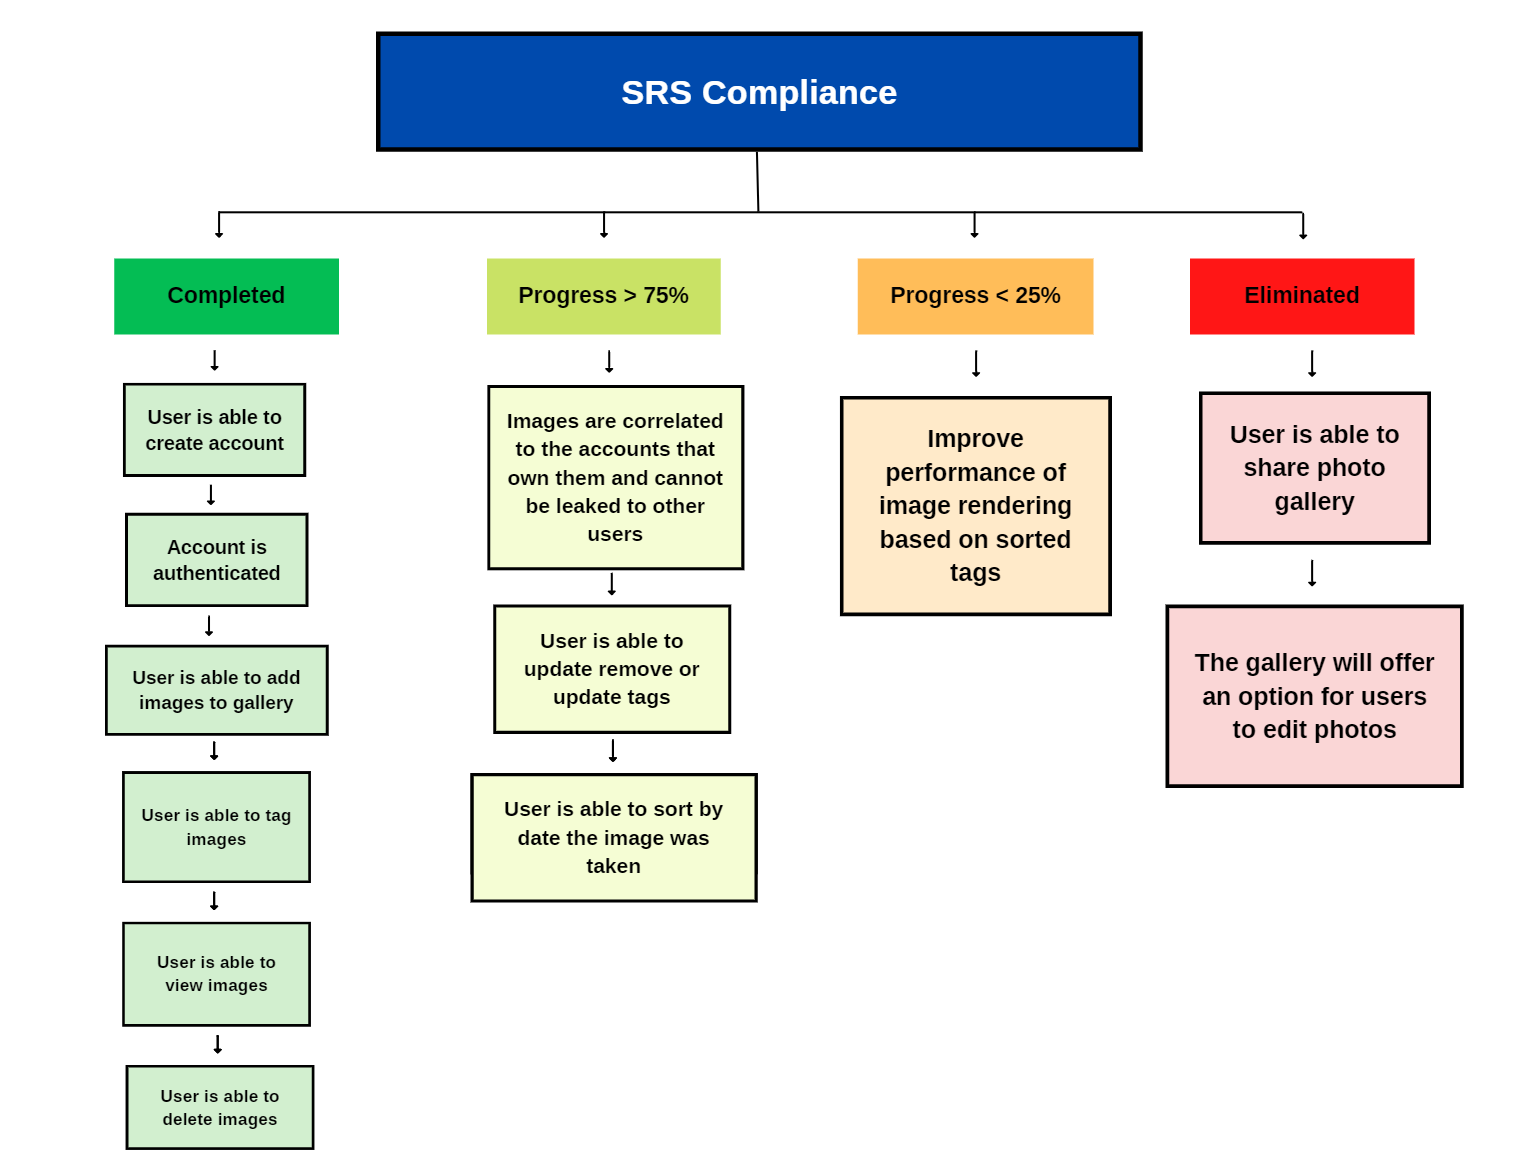 SRS Compliance
Completed
User is able to
create account
Account is
authenticated
User is able to add
images to gallery
User is able to tag
images
User is able to
view images
User is able to
delete images
Progress > 75%
Images are correlated
to the accounts that
own them and cannot
be leaked to other
users
User is able to
update remove or
update tags
User is able to sort by
date the image was
taken
Progress < 25%
Improve
performance of
image rendering
based on sorted
tags
Eliminated
User is able to
share photo
gallery
The gallery will offer
an option for users
to edit photos